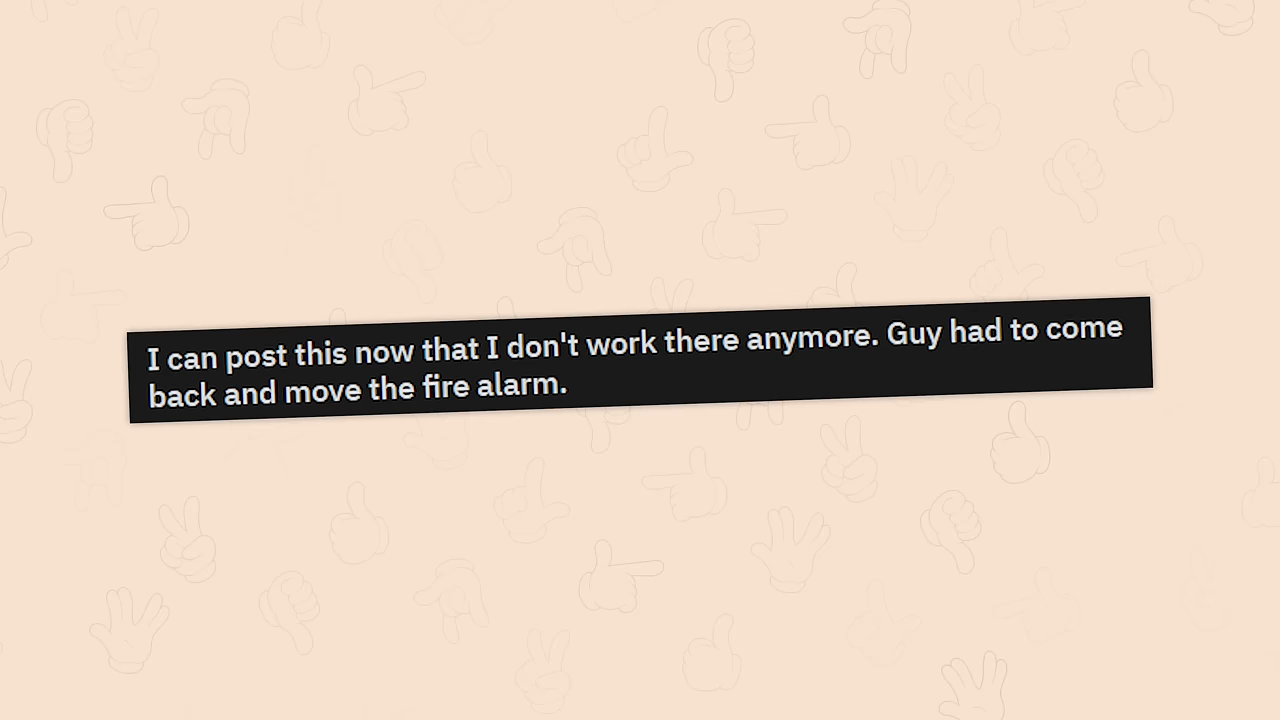 I can post this now that I don't work there anymore. Guy had to come
back and move the fire alarm.